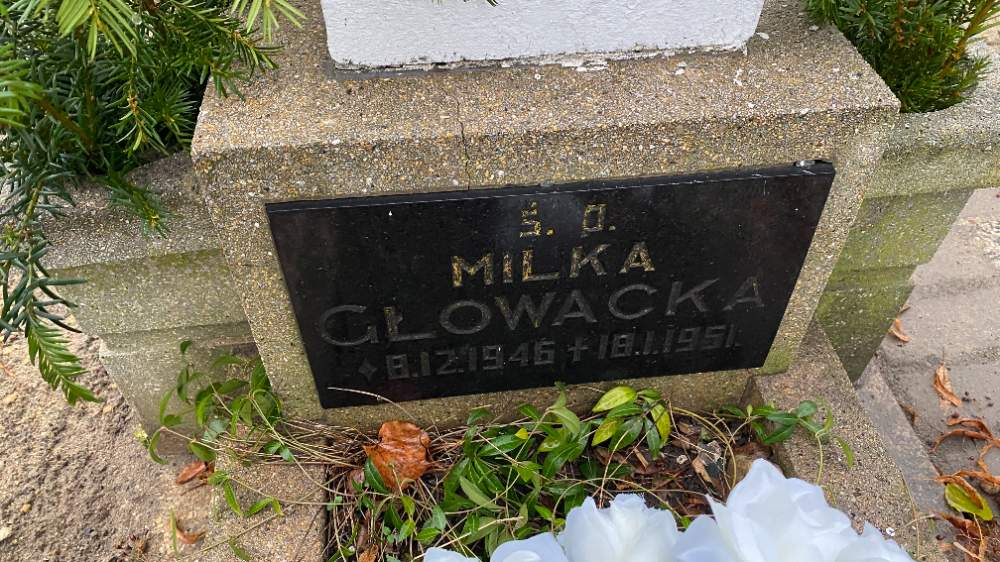 Ś. P.
MILKA
GŁOWACKA
✦ 8.12.1946 ✝ 18.1.1951.